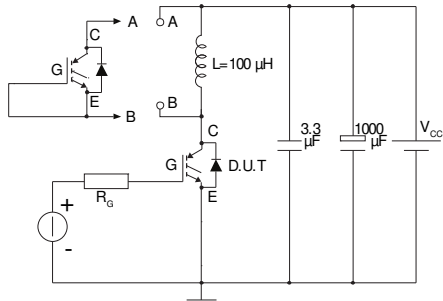 A
A
C
G
L=100 µH
E
B
B
C
3.3
µF
1000
µF
V_CC
G
D.U.T
E
R_G
+
-